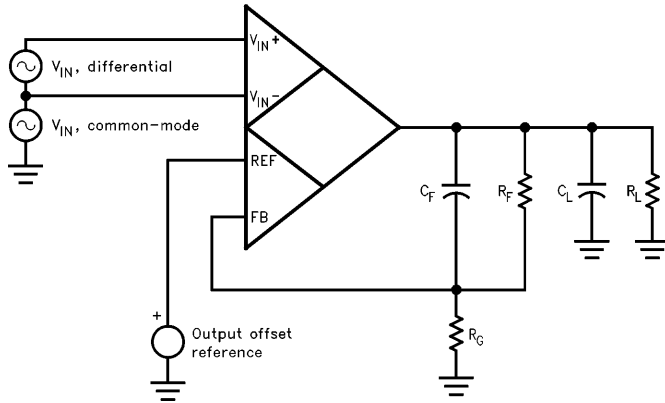 V_IN+
V_IN, differential
V_IN−
V_IN, common-mode
REF
C_F
R_F
C_L
R_L
FB
+
Output offset
reference
R_G